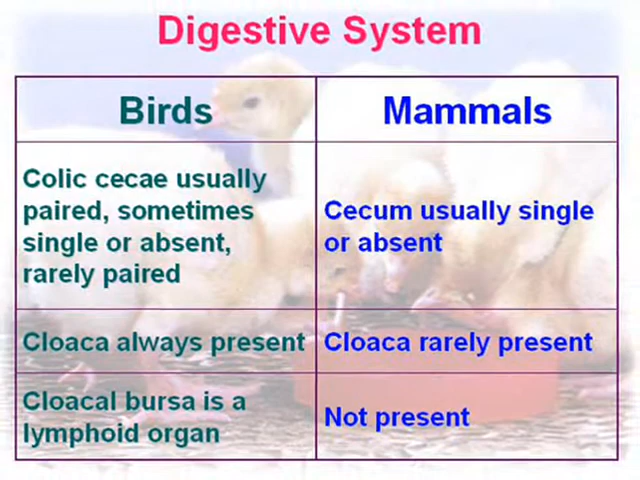 Digestive System
Birds
Mammals
Colic cecae usually
paired, sometimes
single or absent,
rarely paired
Cecum usually single
or absent
Cloaca always present
Cloaca rarely present
Cloacal bursa is a
lymphoid organ
Not present